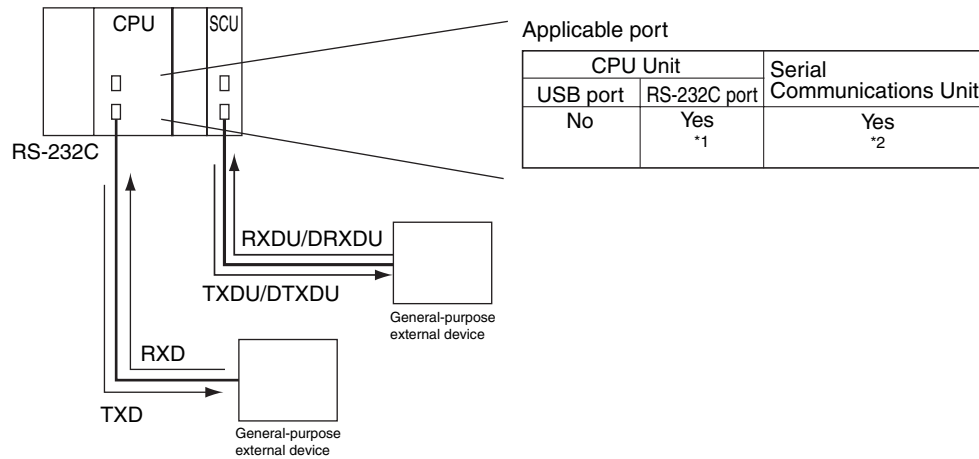 CPU
SCU
RS-232C
Applicable port
CPU Unit
Serial
Communications Unit
USB port
RS-232C port
No
Yes
*1
Yes
*2
RXDU/DRXDU
TXDU/DTXDU
General-purpose
external device
RXD
TXD
General-purpose
external device